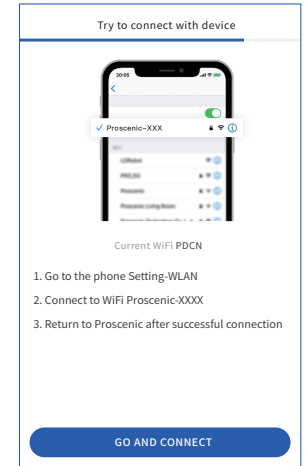 Try to connect with device
20:05
Proscenic-XXX
Proscenic
Proscenic Living Room
Current WiFi PDCN
1. Go to the phone Setting-WLAN
2. Connect to WiFi Proscenic-XXXX
3. Return to Proscenic after successful connection
GO AND CONNECT